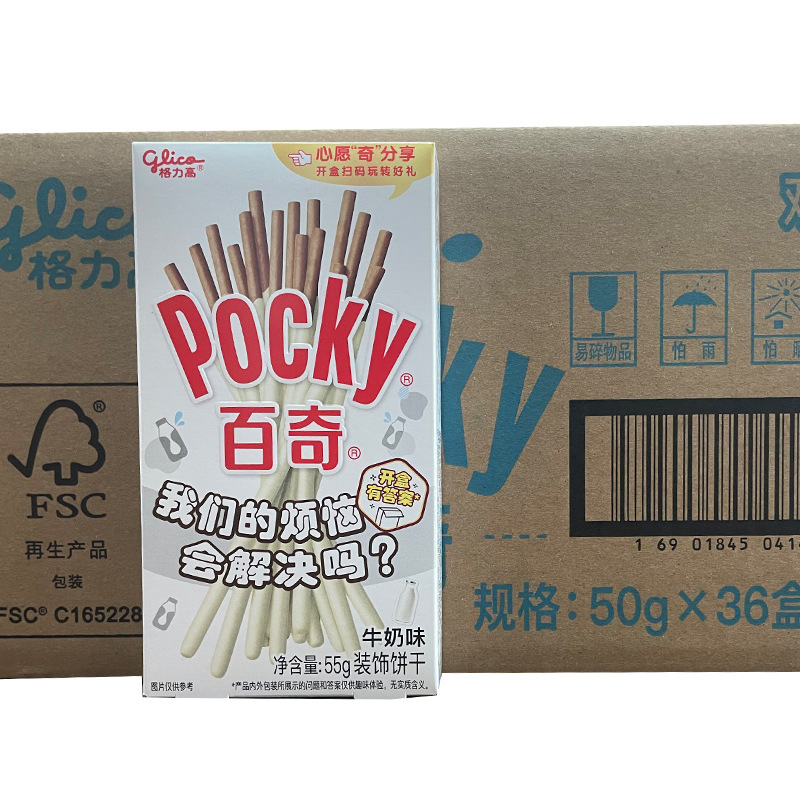 Glico
格力高®
心愿“奇”分享
开盒扫码玩转好礼
Pocky®
百奇®
开盒
有答案*
我们的烦恼
会解决吗?
牛奶味
净含量:55g装饰饼干
图片仅供参考
*产品内外包装所展示的问题和答案仅供趣味体验，无实质含义。
Glico
格力高
®
FSC
再生产品
包装
FSC® C165228
易碎物品
怕雨
怕晒
1 69 01845 0414
规格:50g×36盒